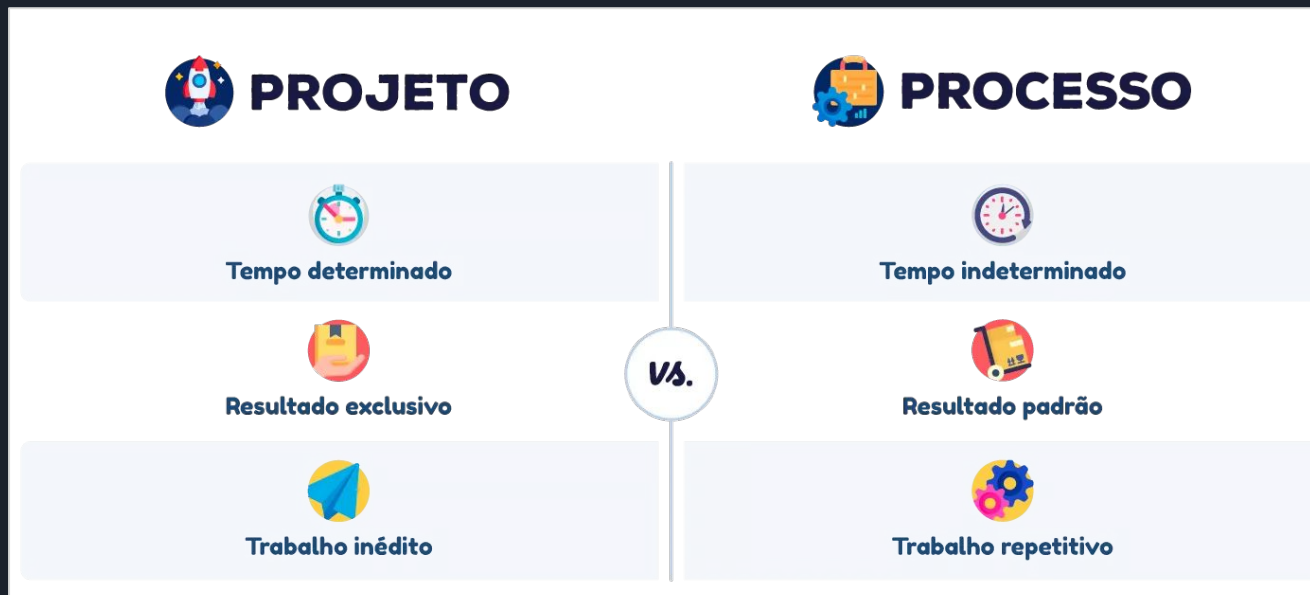 PROJETO
PROCESSO
Tempo determinado
Tempo indeterminado
vs.
Resultado exclusivo
Resultado padrão
Trabalho inédito
Trabalho repetitivo